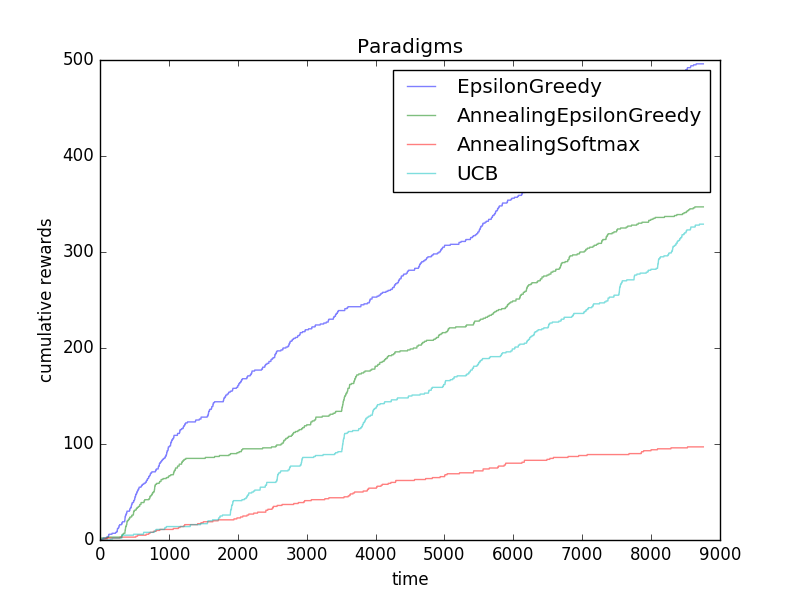 Paradigms
EpsilonGreedy
AnnealingEpsilonGreedy
AnnealingSoftmax
UCB
cumulative rewards
500
400
300
200
100
0
0 1000 2000 3000 4000 5000 6000 7000 8000 9000
time